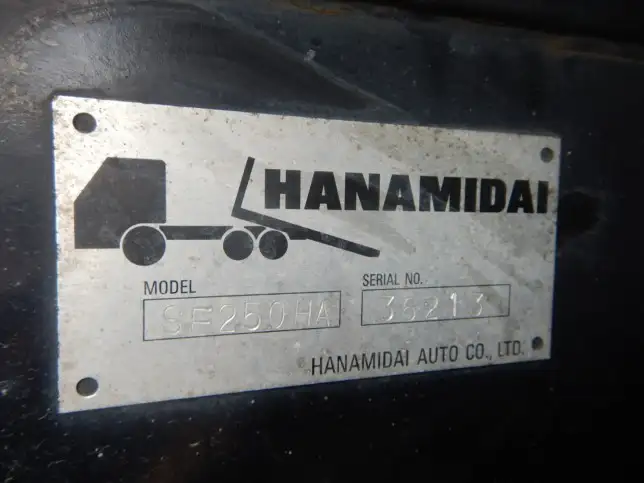 HANAMIDAI
MODEL
SF250HA
SERIAL NO.
36213
HANAMIDAI AUTO CO., LTD.